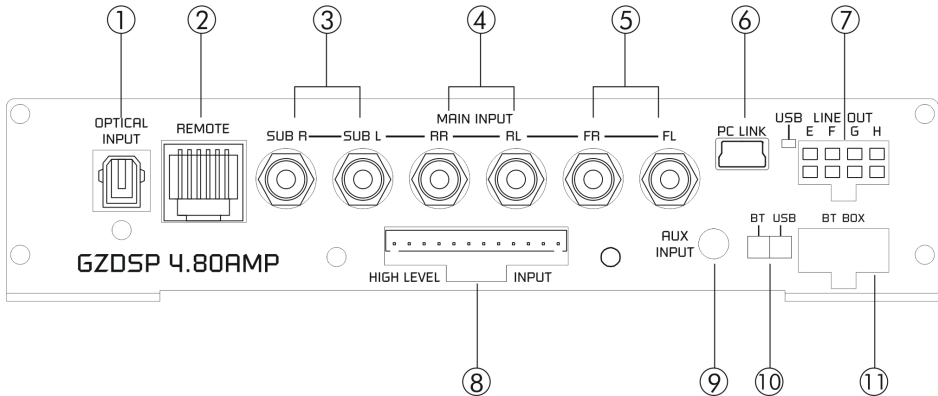 ① ② ③ ④ ⑤ ⑥ ⑦
OPTICAL
INPUT
REMOTE
MAIN INPUT
SUB R SUB L RR RL FR FL
PC LINK
USB LINE OUT
E F G H
GZDSP 4.80AMP
HIGH LEVEL INPUT
AUX
INPUT
BT USB
BT BOX
⑧ ⑨ ⑩ ⑪